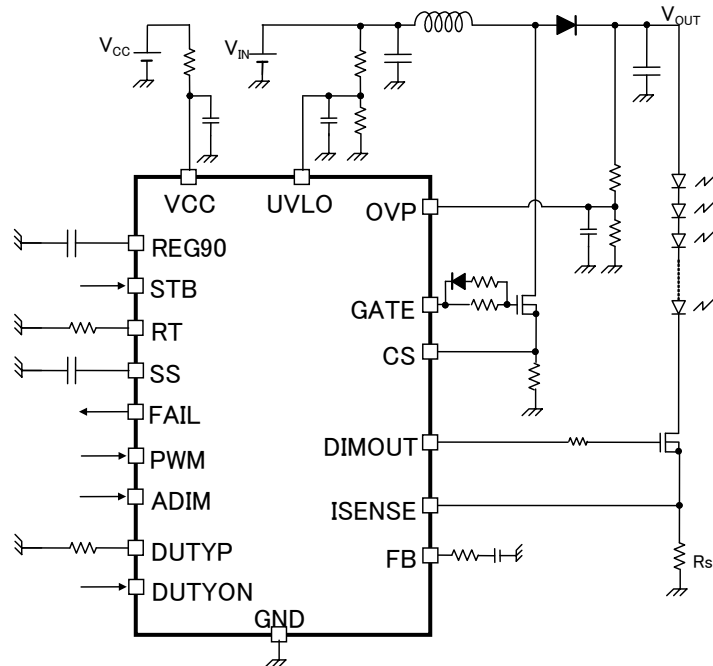 VCC
VIN
VOUT
VCC
UVLO
OVP
REG90
STB
GATE
RT
CS
SS
FAIL
DIMOUT
PWM
ADIM
ISENSE
DUTYP
FB
Rs
DUTYON
GND